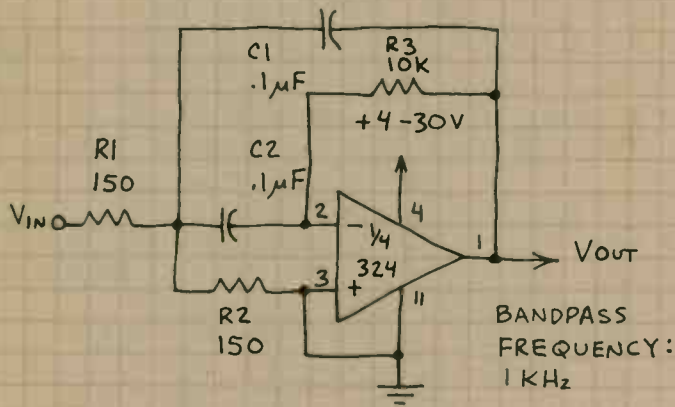 C1
.1μF
R3
10K
+4-30V
R1
150
C2
.1μF
VIN
2
-
1/4
324
4
1
VOUT
3
+
11
R2
150
BANDPASS
FREQUENCY:
1 KHz